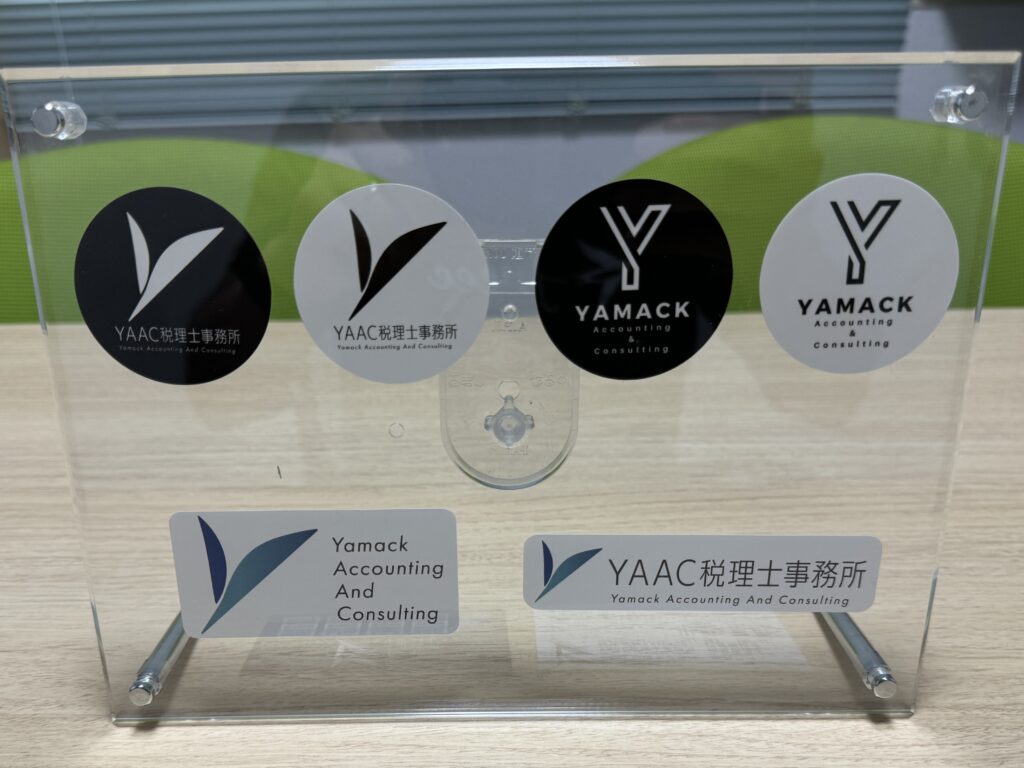 YAAC税理士事務所
Yamack Accounting And Consulting
YAAC税理士事務所
Yamack Accounting And Consulting
YAMACK
Accounting
&
Consulting
YAMACK
Accounting
&
Consulting
Yamack
Accounting
And
Consulting
YAAC税理士事務所
Yamack Accounting And Consulting